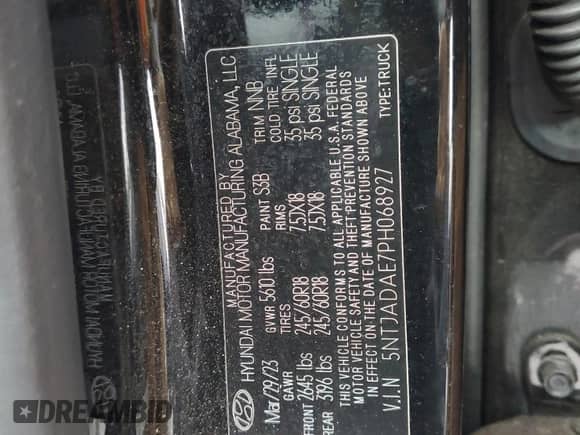 MANUFACTURED BY
HYUNDAI MOTOR MANUFACTURING ALABAMA, LLC
Mar/29/23 GVWR 5610 lbs PAINT S3B TRIM NNB
GAWR TIRES RIMS COLD TIRE INFL
FRONT 2645 lbs 245/60R18 7.5JX18 35 psi SINGLE
REAR 3126 lbs 245/60R18 7.5JX18 35 psi SINGLE
THIS VEHICLE CONFORMS TO ALL APPLICABLE U.S.A. FEDERAL
MOTOR VEHICLE SAFETY AND THEFT PREVENTION STANDARDS
IN EFFECT ON THE DATE OF MANUFACTURE SHOWN ABOVE
V.I.N 5NTJADAE7PH068927 TYPE:TRUCK
DREAMBID